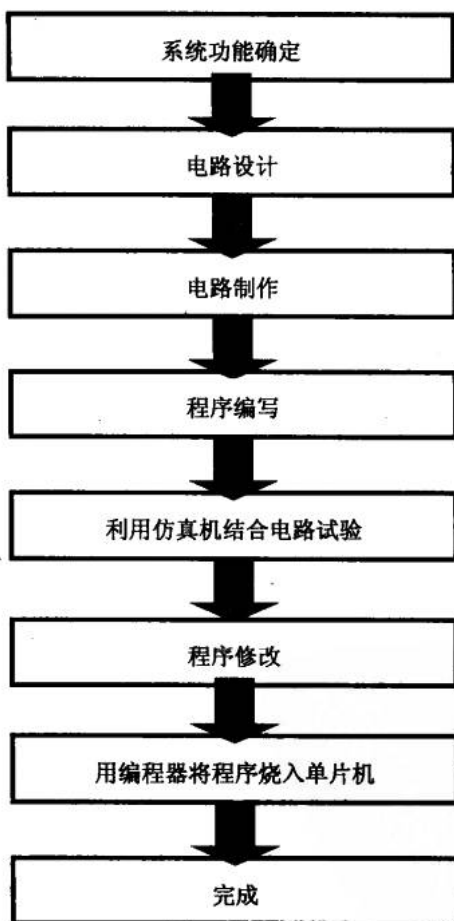 系统功能确定
电路设计
电路制作
程序编写
利用仿真机结合电路试验
程序修改
用编程器将程序烧入单片机
完成